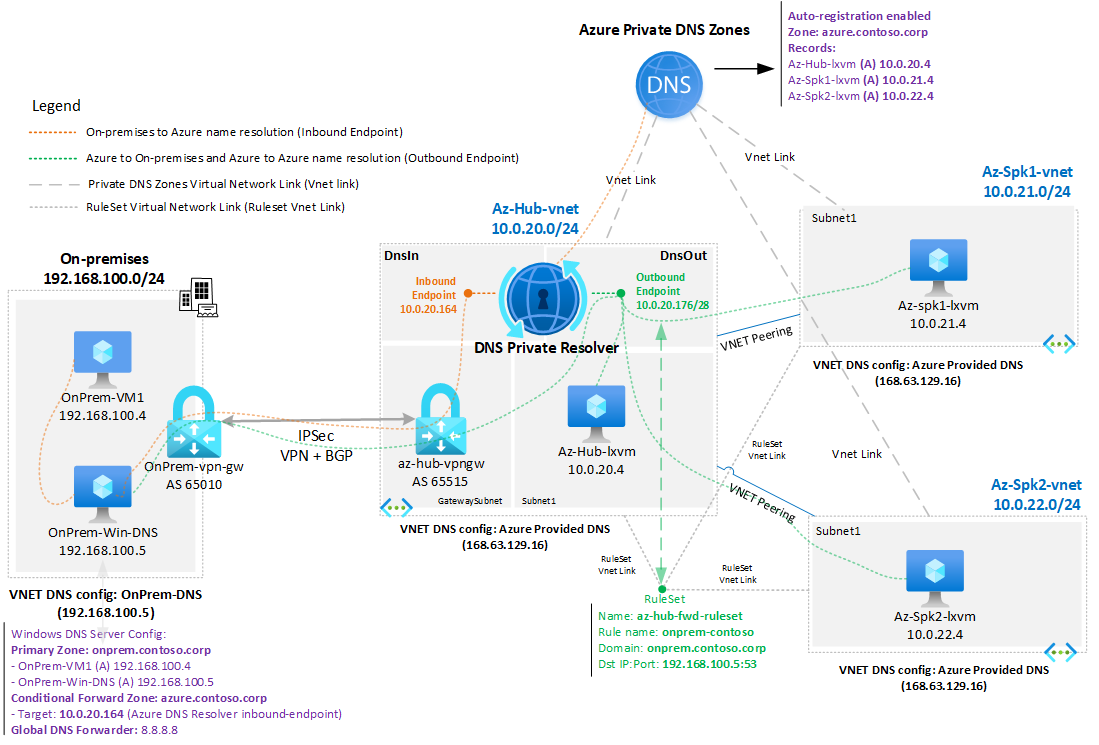 Azure Private DNS Zones
DNS
Auto-registration enabled
Zone: azure.contoso.corp
Records:
Az-Hub-lxvm (A) 10.0.20.4
Az-Spk1-lxvm (A) 10.0.21.4
Az-Spk2-lxvm (A) 10.0.22.4
Legend
On-premises to Azure name resolution (Inbound Endpoint)
Azure to On-premises and Azure to Azure name resolution (Outbound Endpoint)
Private DNS Zones Virtual Network Link (Vnet link)
RuleSet Virtual Network Link (Ruleset Vnet Link)
Vnet Link
Vnet Link
Vnet Link
On-premises
192.168.100.0/24
OnPrem-VM1
192.168.100.4
OnPrem-vpn-gw
AS 65010
OnPrem-Win-DNS
192.168.100.5
VNET DNS config: OnPrem-DNS
(192.168.100.5)
Windows DNS Server Config:
Primary Zone: onprem.contoso.corp
- OnPrem-VM1 (A) 192.168.100.4
- OnPrem-Win-DNS (A) 192.168.100.5
Conditional Forward Zone: azure.contoso.corp
- Target: 10.0.20.164 (Azure DNS Resolver inbound-endpoint)
Global DNS Forwarder: 8.8.8.8
IPSec
VPN + BGP
Az-Hub-vnet
10.0.20.0/24
DnsIn
DnsOut
Inbound
Endpoint
10.0.20.164
Outbound
Endpoint
10.0.20.176/28
DNS Private Resolver
az-hub-vpngw
AS 65515
GatewaySubnet
Az-Hub-lxvm
10.0.20.4
Subnet1
VNET DNS config: Azure Provided DNS
(168.63.129.16)
VNET Peering
VNET Peering
RuleSet
Vnet Link
RuleSet
Vnet Link
RuleSet
Vnet Link
RuleSet
Name: az-hub-fwd-ruleset
Rule name: onprem-contoso
Domain: onprem.contoso.corp
Dst IP:Port: 192.168.100.5:53
Az-Spk1-vnet
10.0.21.0/24
Subnet1
Az-spk1-lxvm
10.0.21.4
VNET DNS config: Azure Provided DNS
(168.63.129.16)
Az-Spk2-vnet
10.0.22.0/24
Subnet1
Az-Spk2-lxvm
10.0.22.4
VNET DNS config: Azure Provided DNS
(168.63.129.16)